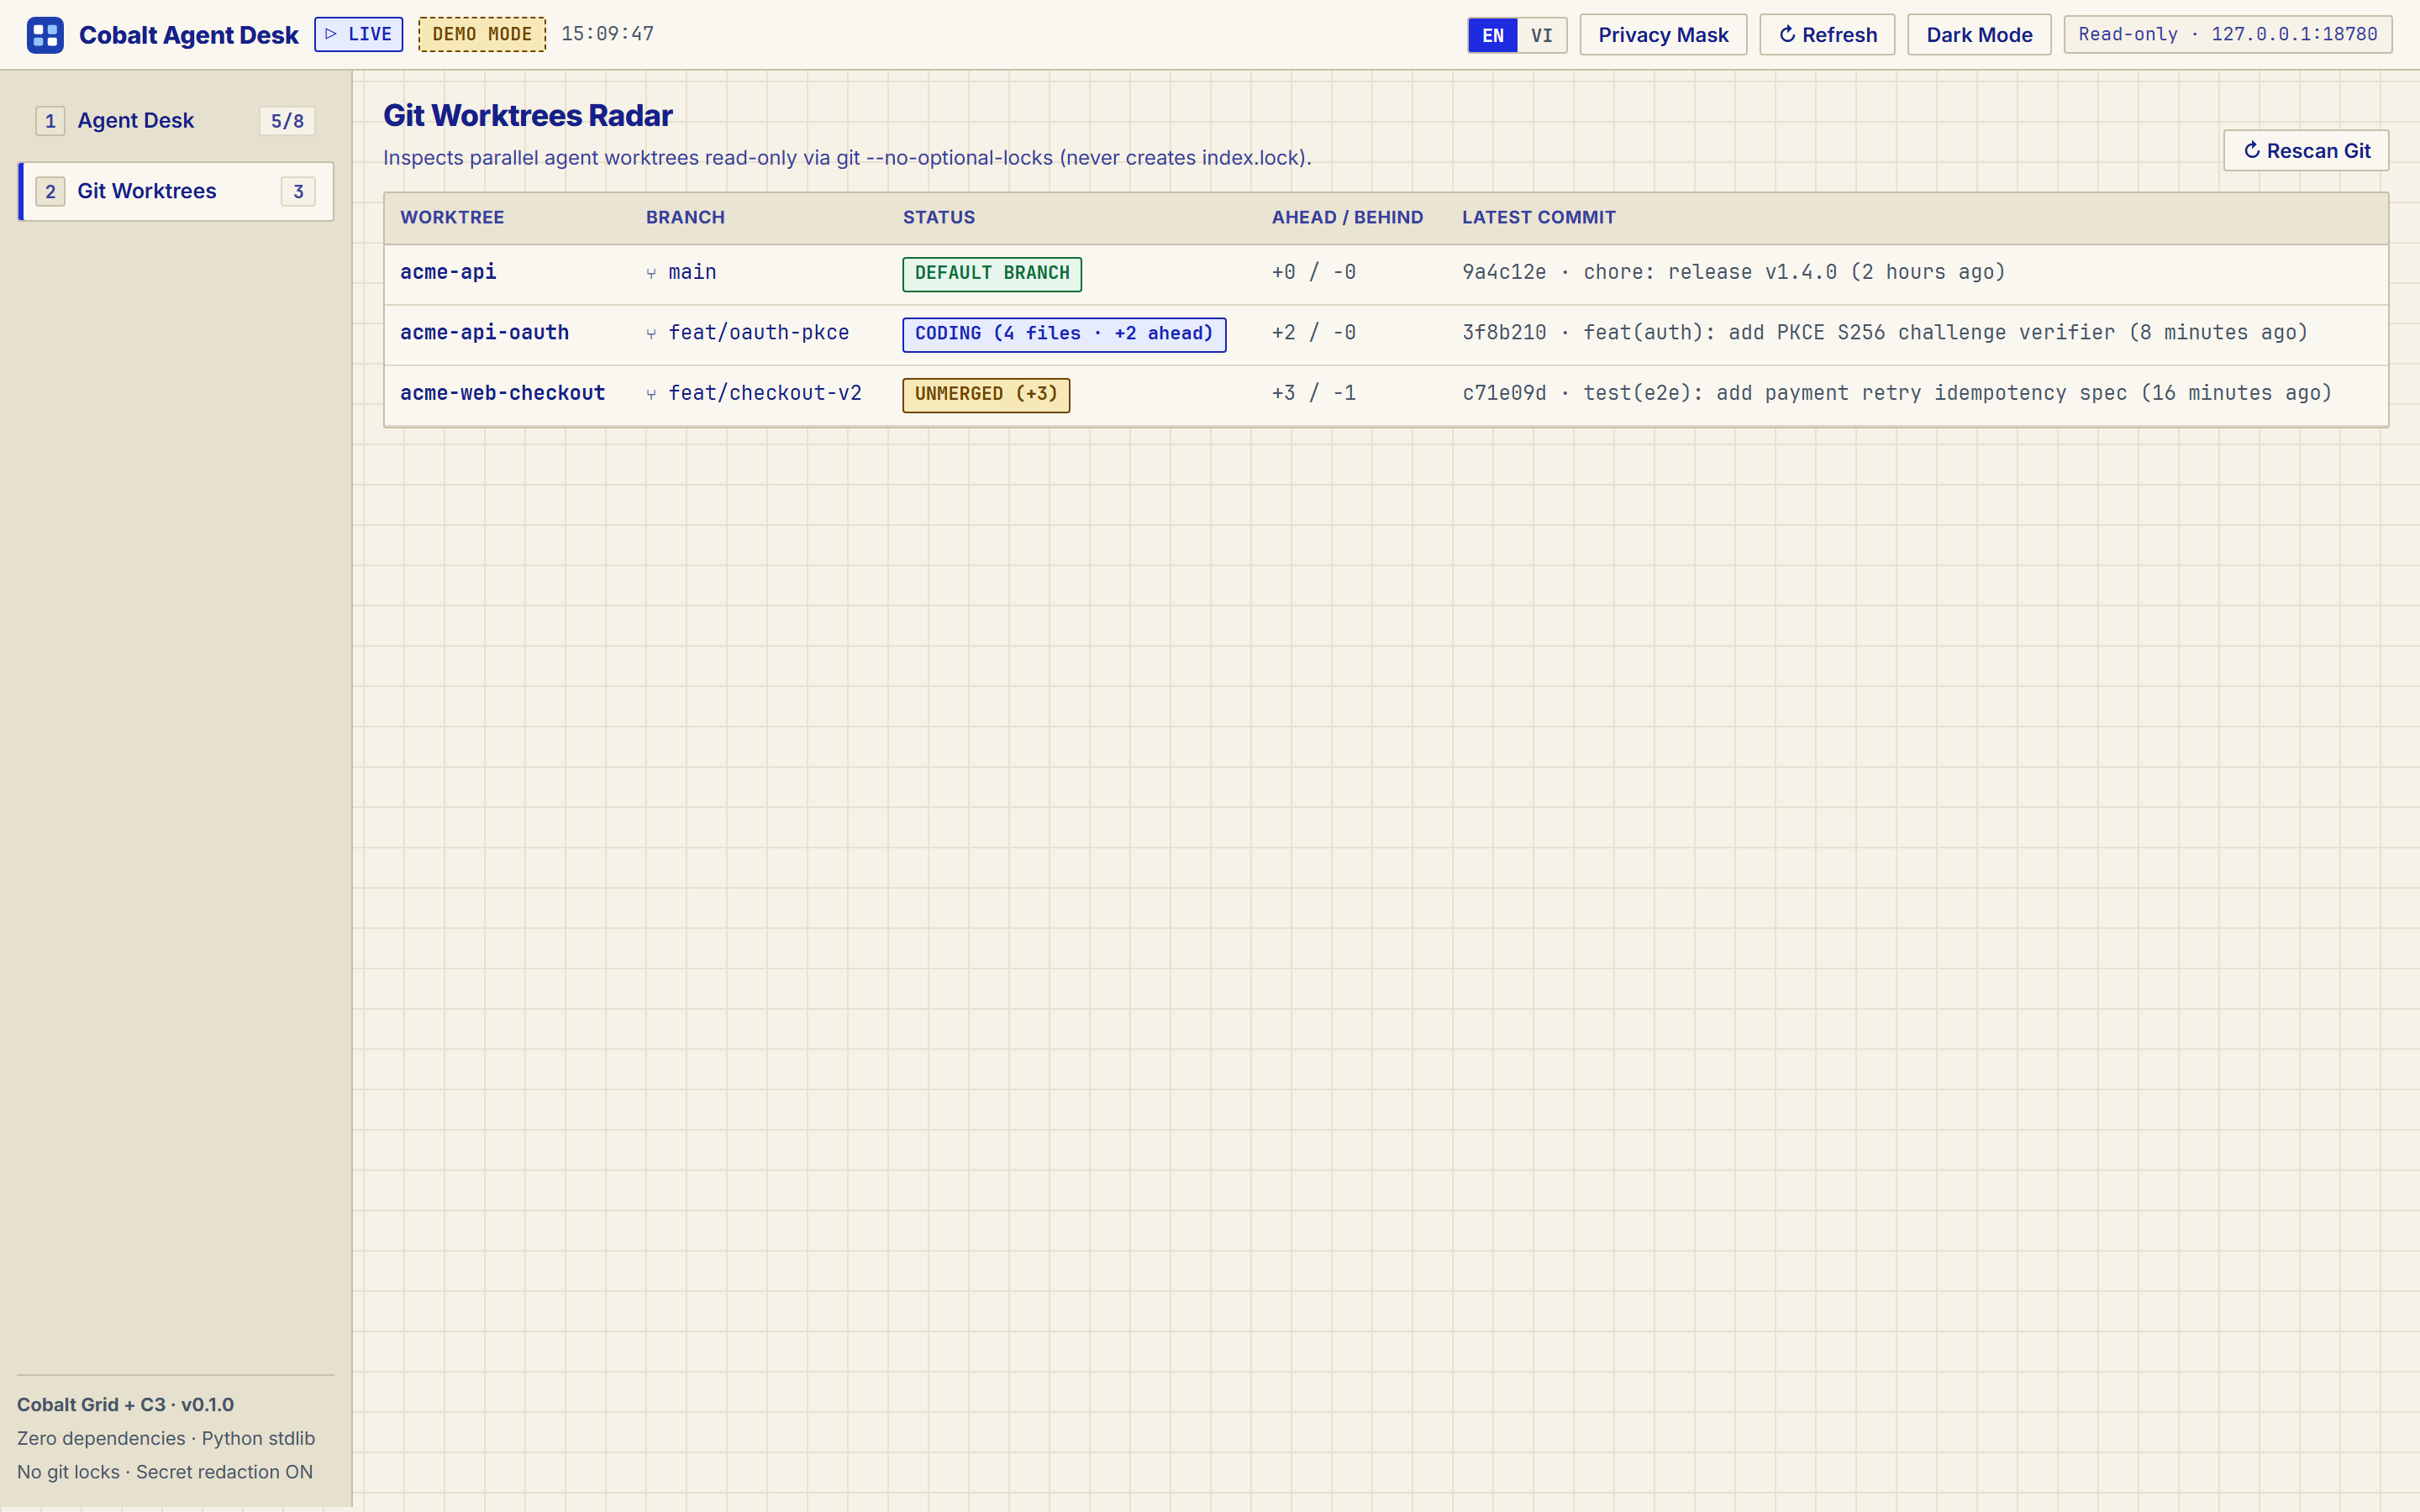 Cobalt Agent Desk ▷ LIVE DEMO MODE 15:09:47 EN VI Privacy Mask ↻ Refresh Dark Mode Read-only · 127.0.0.1:18780
1 Agent Desk 5/8
2 Git Worktrees 3
Git Worktrees Radar
Inspects parallel agent worktrees read-only via git --no-optional-locks (never creates index.lock).
↻ Rescan Git
WORKTREE BRANCH STATUS AHEAD / BEHIND LATEST COMMIT
acme-api ⑂ main DEFAULT BRANCH +0 / -0 9a4c12e · chore: release v1.4.0 (2 hours ago)
acme-api-oauth ⑂ feat/oauth-pkce CODING (4 files · +2 ahead) +2 / -0 3f8b210 · feat(auth): add PKCE S256 challenge verifier (8 minutes ago)
acme-web-checkout ⑂ feat/checkout-v2 UNMERGED (+3) +3 / -1 c71e09d · test(e2e): add payment retry idempotency spec (16 minutes ago)
Cobalt Grid + C3 · v0.1.0
Zero dependencies · Python stdlib
No git locks · Secret redaction ON